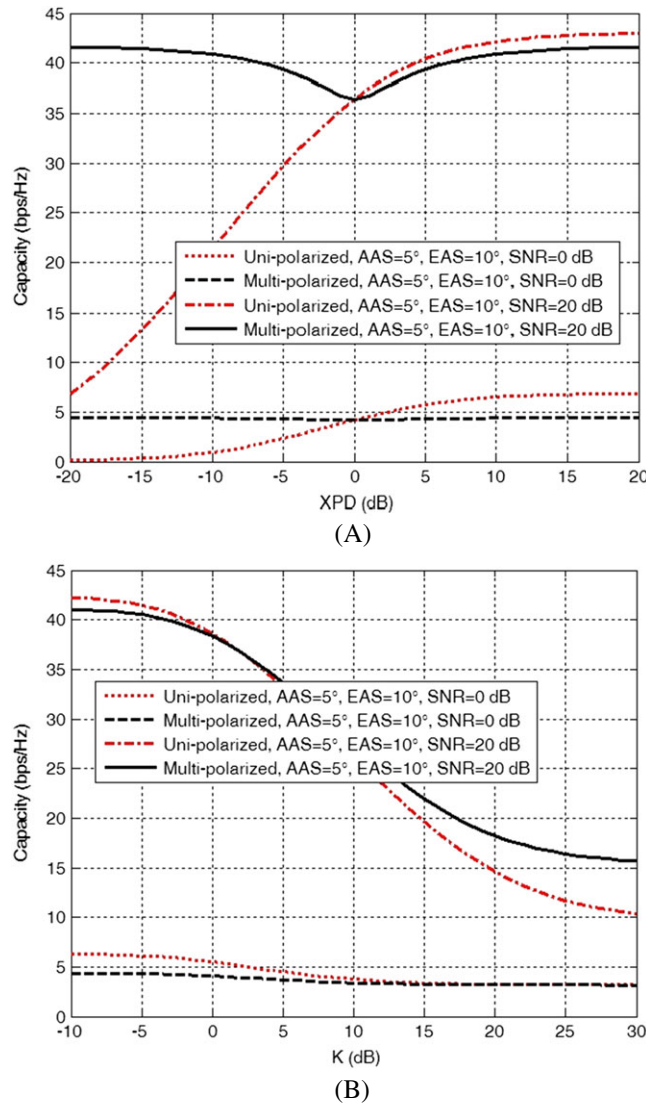 45
40
35
30
25
20
15
10
5
0
Capacity (bps/Hz)
Uni-polarized, AAS=5°, EAS=10°, SNR=0 dB
Multi-polarized, AAS=5°, EAS=10°, SNR=0 dB
Uni-polarized, AAS=5°, EAS=10°, SNR=20 dB
Multi-polarized, AAS=5°, EAS=10°, SNR=20 dB
-20 -15 -10 -5 0 5 10 15 20
XPD (dB)
(A)
45
40
35
30
25
20
15
10
5
0
Capacity (bps/Hz)
Uni-polarized, AAS=5°, EAS=10°, SNR=0 dB
Multi-polarized, AAS=5°, EAS=10°, SNR=0 dB
Uni-polarized, AAS=5°, EAS=10°, SNR=20 dB
Multi-polarized, AAS=5°, EAS=10°, SNR=20 dB
-10 -5 0 5 10 15 20 25 30
K (dB)
(B)